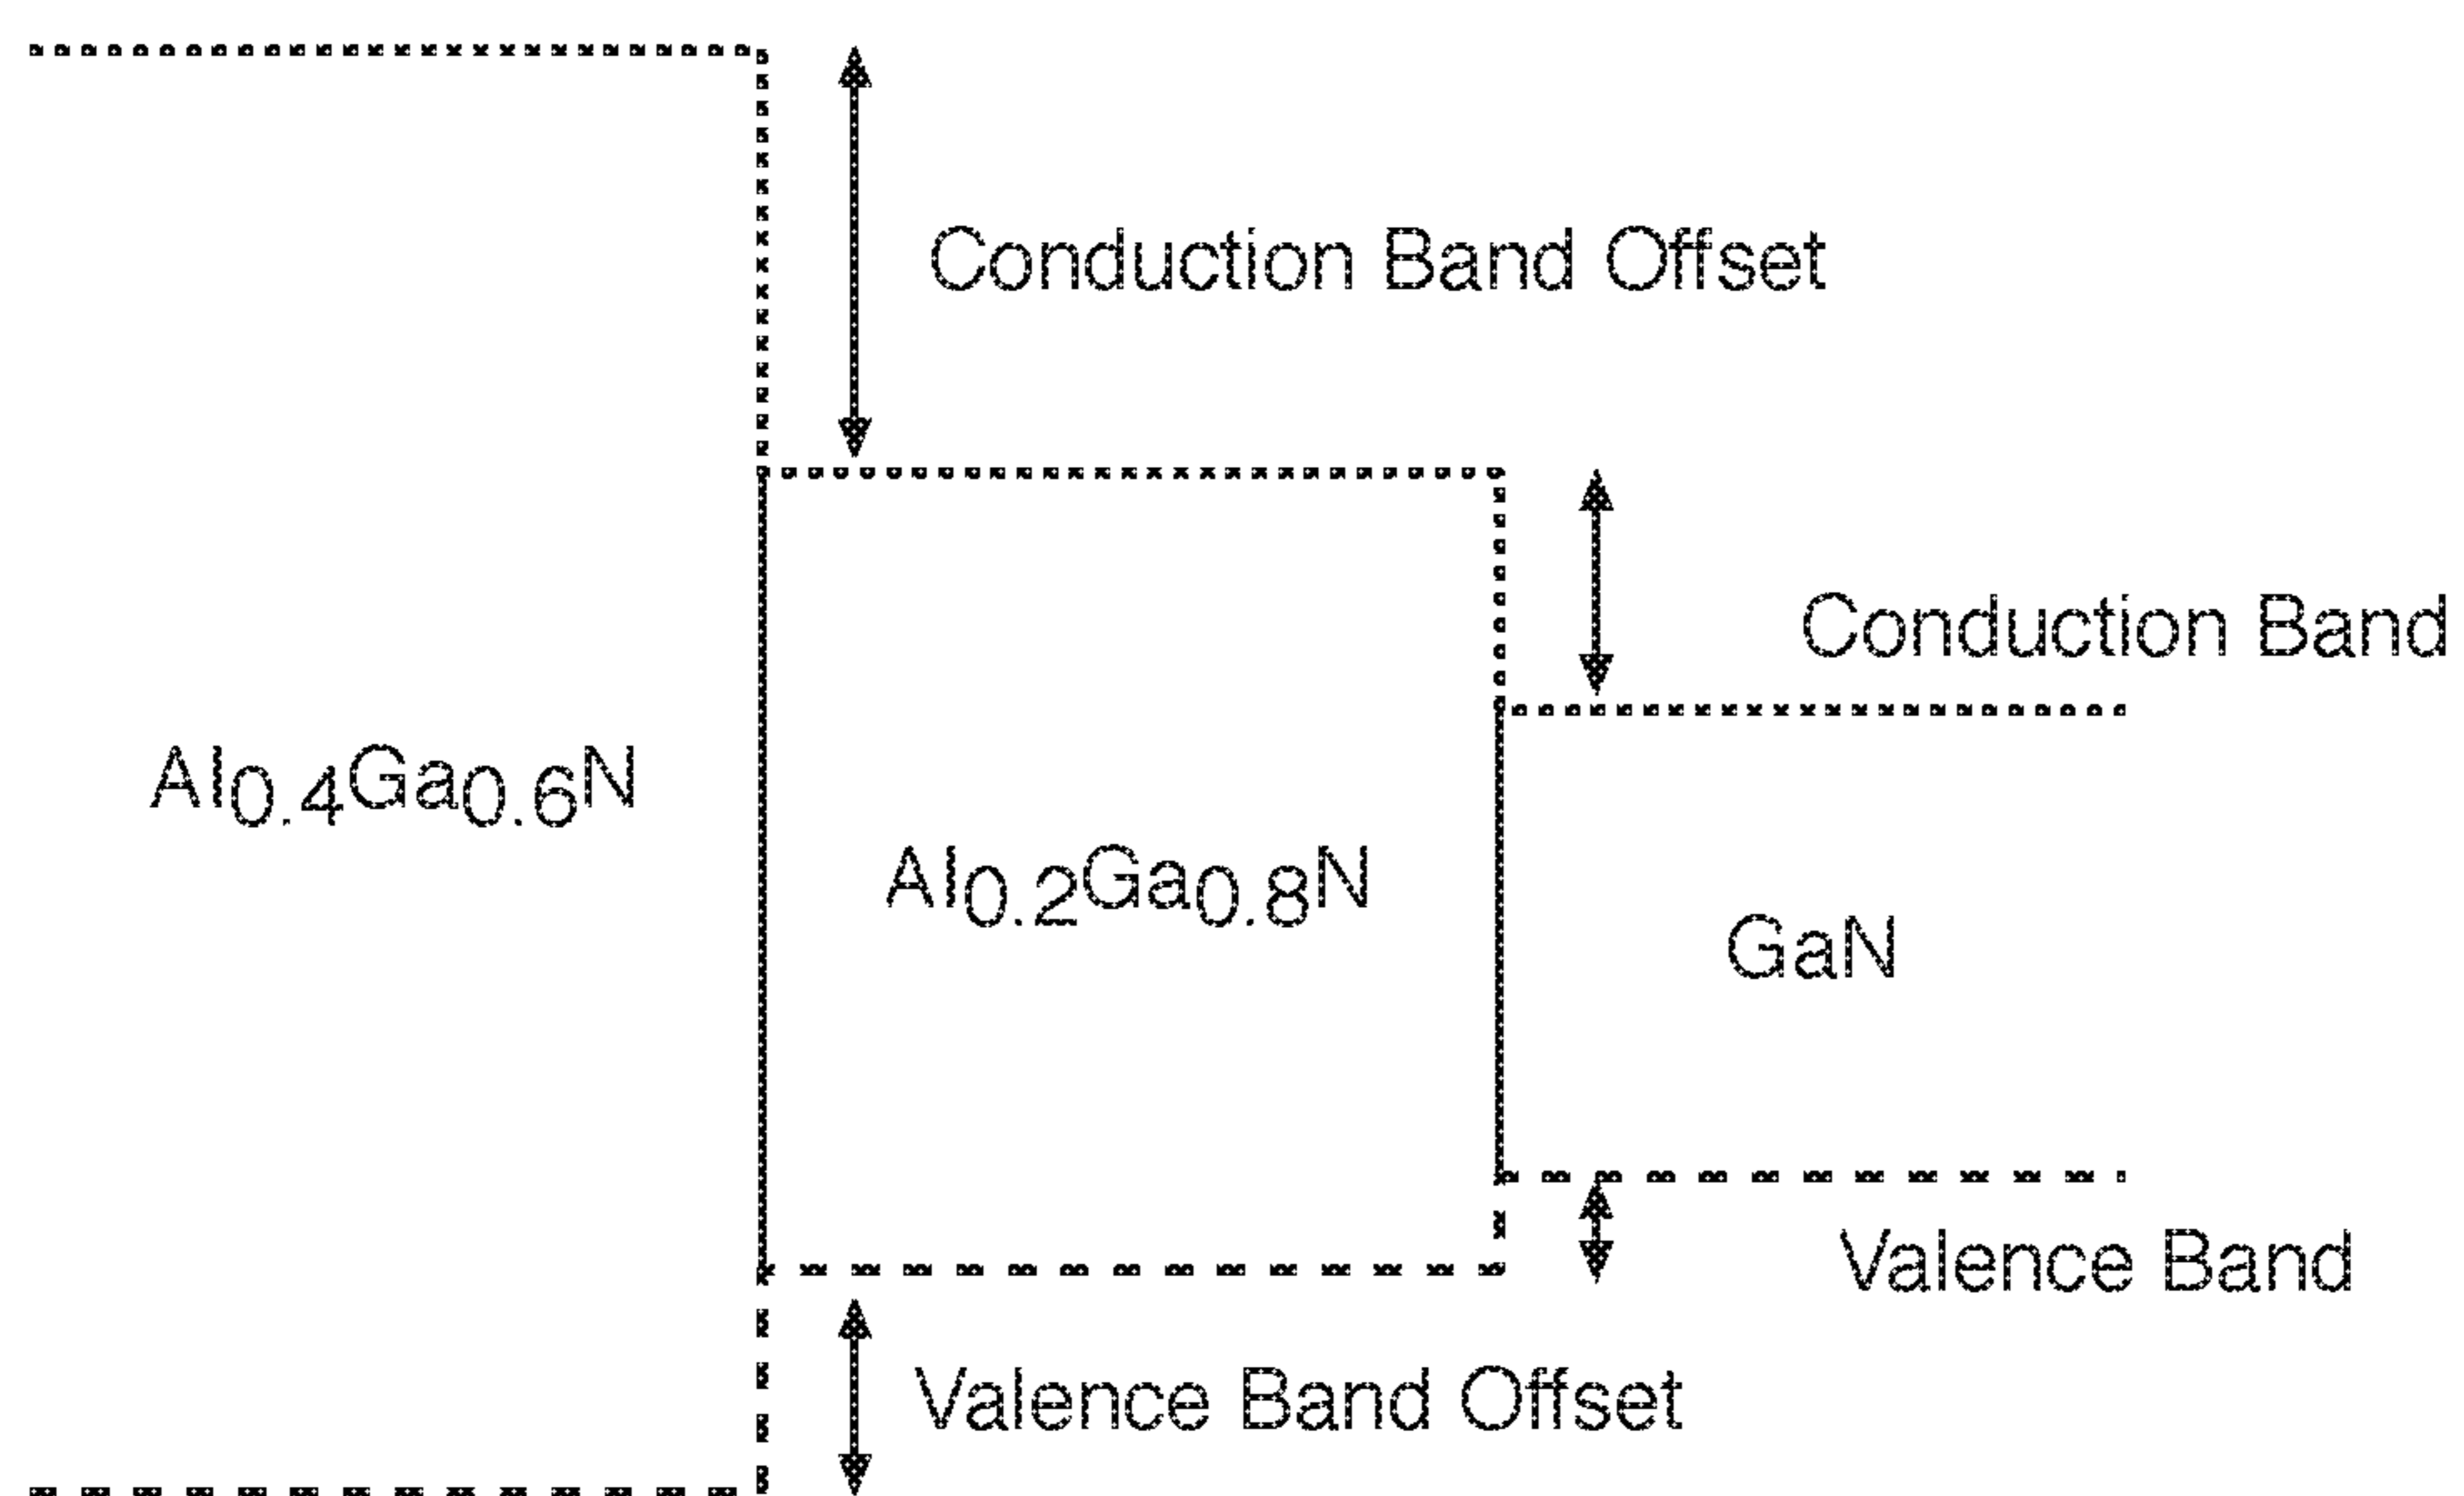 Conduction Band Offset
Conduction Band
Al0.4Ga0.6N
Al0.2Ga0.8N
GaN
Valence Band
Valence Band Offset